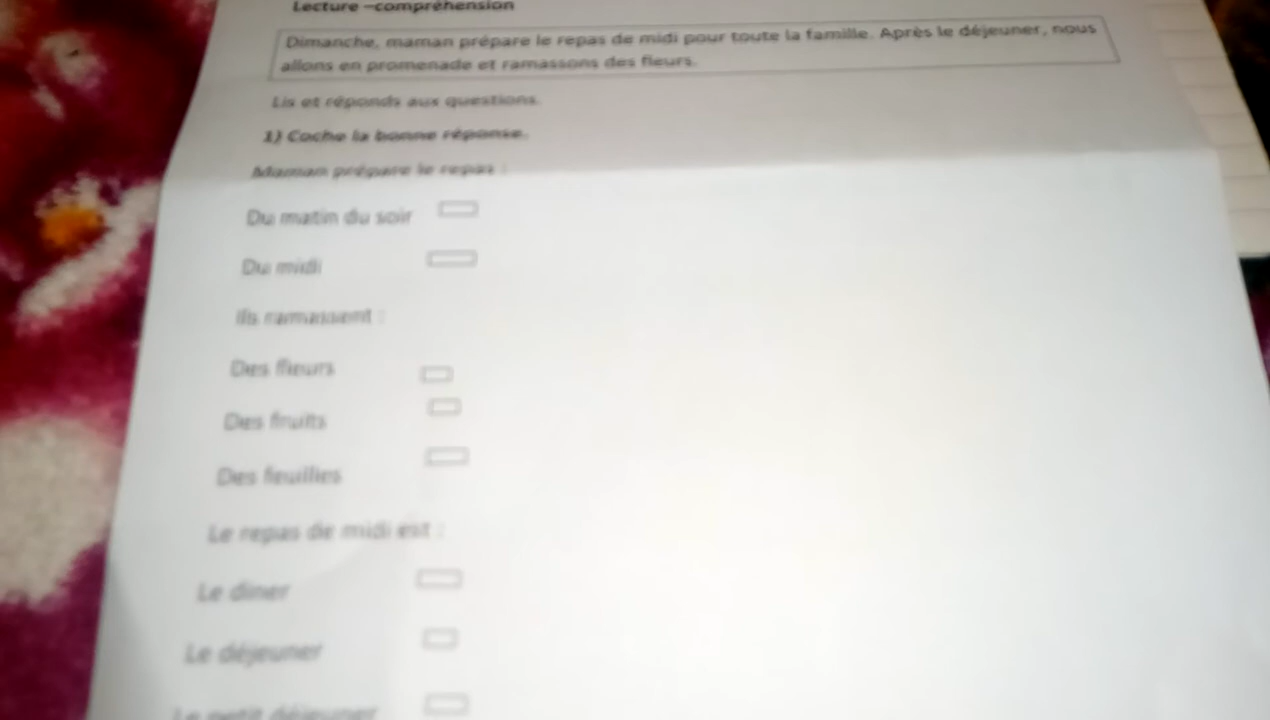 Lecture –compréhension
Dimanche, maman prépare le repas de midi pour toute la famille. Après le déjeuner, nous
allons en promenade et ramassons des fleurs.
Lis et réponds aux questions.
1) Coche la bonne réponse.
Maman prépare le repas :
Du matin du soir
Du midi
Ils ramassent :
Des fleurs
Des fruits
Des feuilles
Le repas de midi est :
Le diner
Le déjeuner
Le petit déjeuner